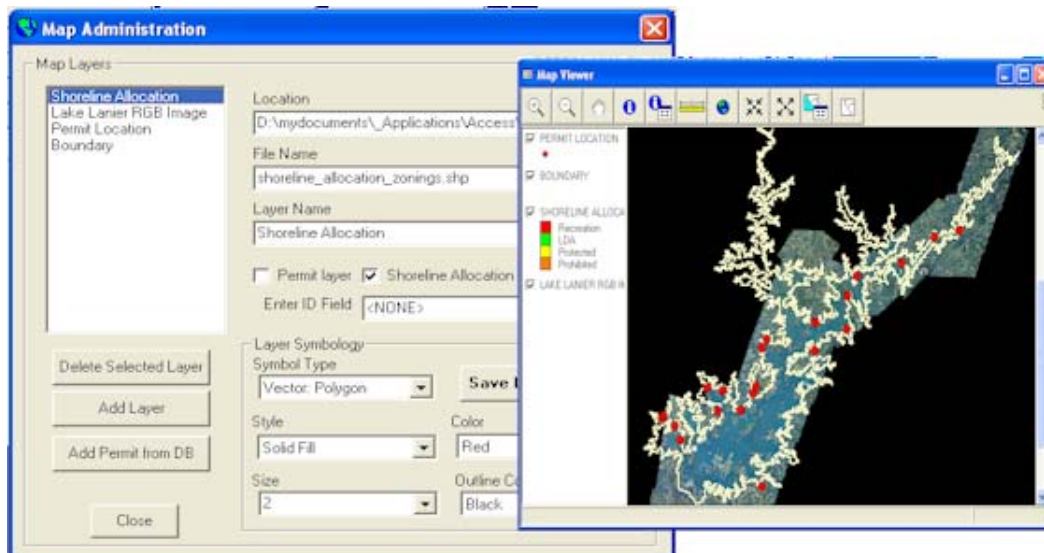 Map Administration
Map Layers
Shoreline Allocation
Lake Lanier RGB Image
Permit Location
Boundary
Delete Selected Layer
Add Layer
Add Permit from DB
Close
Location
D:\mydocuments\_Applications\Access\
File Name
shoreline_allocation_zonings.shp
Layer Name
Shoreline Allocation
Permit layer
Shoreline Allocation
Enter ID Field
<NONE>
Layer Symbology
Symbol Type
Vector: Polygon
Save
Style
Color
Solid Fill
Red
Size
Outline Co
2
Black
Map Viewer
PERMIT LOCATION
BOUNDARY
SHORELINE ALLOCA
Recreation
LDA
Protected
Prohibited
LAKE LANIER RGB